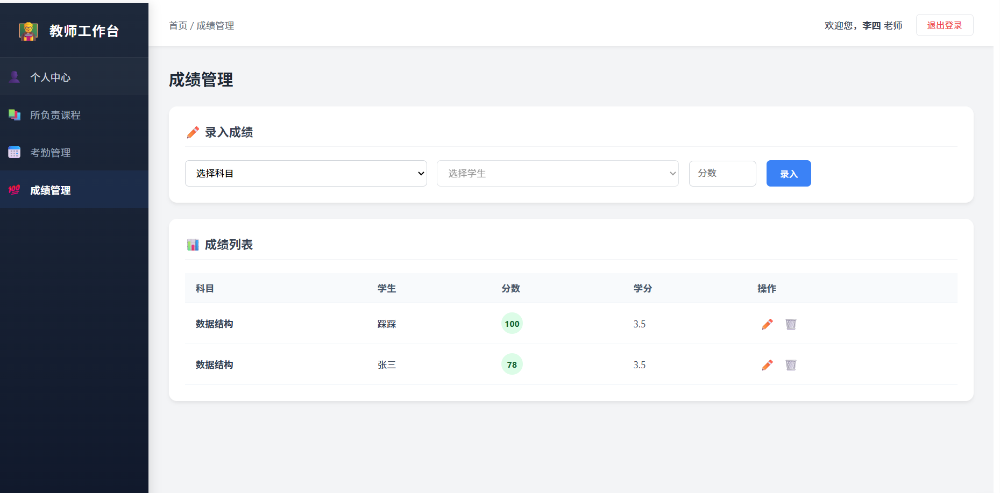 教师工作台
个人中心
所负责课程
考勤管理
成绩管理
首页 / 成绩管理
欢迎您，李四 老师
退出登录
成绩管理
录入成绩
选择科目
选择学生
分数
录入
成绩列表
科目 学生 分数 学分 操作
数据结构 踩踩 100 3.5
数据结构 张三 78 3.5